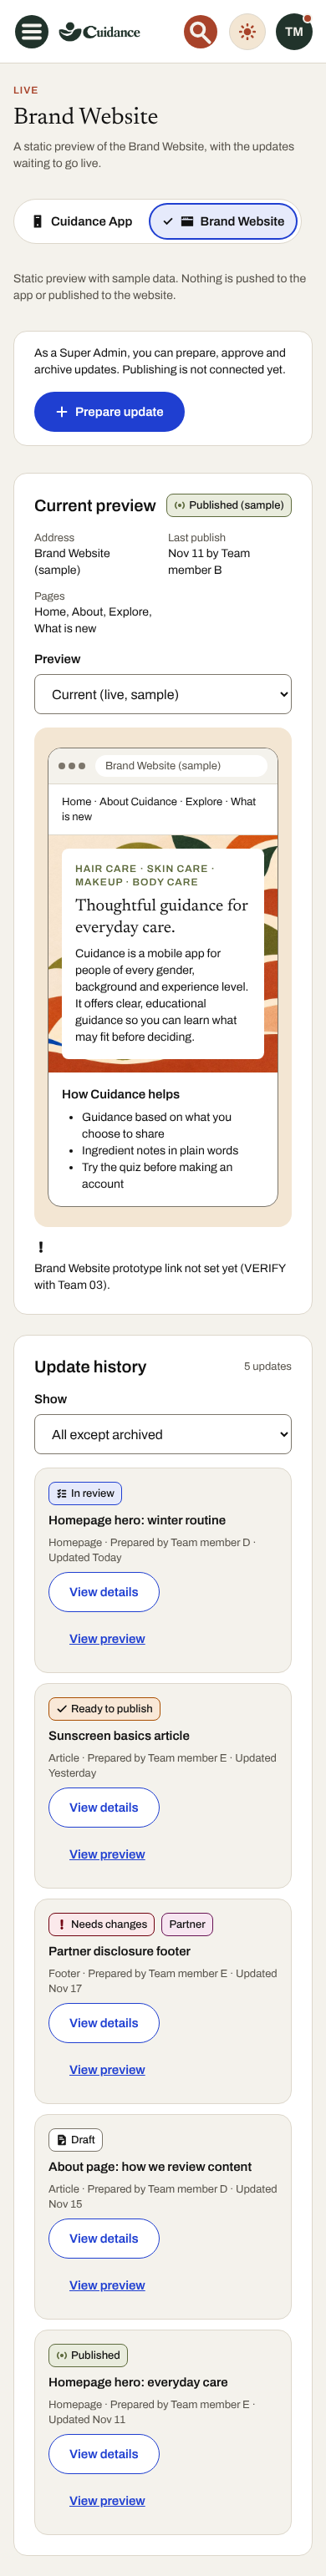 Cuidance
TM
LIVE
Brand Website
A static preview of the Brand Website, with the updates
waiting to go live.
Cuidance App
Brand Website
Static preview with sample data. Nothing is pushed to the
app or published to the website.
As a Super Admin, you can prepare, approve and
archive updates. Publishing is not connected yet.
+ Prepare update
Current preview
Published (sample)
Address
Brand Website
(sample)
Last publish
Nov 11 by Team
member B
Pages
Home, About, Explore,
What is new
Preview
Current (live, sample)
Brand Website (sample)
Home · About Cuidance · Explore · What
is new
HAIR CARE · SKIN CARE ·
MAKEUP · BODY CARE
Thoughtful guidance for
everyday care.
Cuidance is a mobile app for
people of every gender,
background and experience level.
It offers clear, educational
guidance so you can learn what
may fit before deciding.
How Cuidance helps
• Guidance based on what you
choose to share
• Ingredient notes in plain words
• Try the quiz before making an
account
!
Brand Website prototype link not set yet (VERIFY
with Team 03).
Update history
5 updates
Show
All except archived
In review
Homepage hero: winter routine
Homepage · Prepared by Team member D ·
Updated Today
View details
View preview
Ready to publish
Sunscreen basics article
Article · Prepared by Team member E · Updated
Yesterday
View details
View preview
! Needs changes
Partner
Partner disclosure footer
Footer · Prepared by Team member E · Updated
Nov 17
View details
View preview
Draft
About page: how we review content
Article · Prepared by Team member D · Updated
Nov 15
View details
View preview
Published
Homepage hero: everyday care
Homepage · Prepared by Team member E ·
Updated Nov 11
View details
View preview